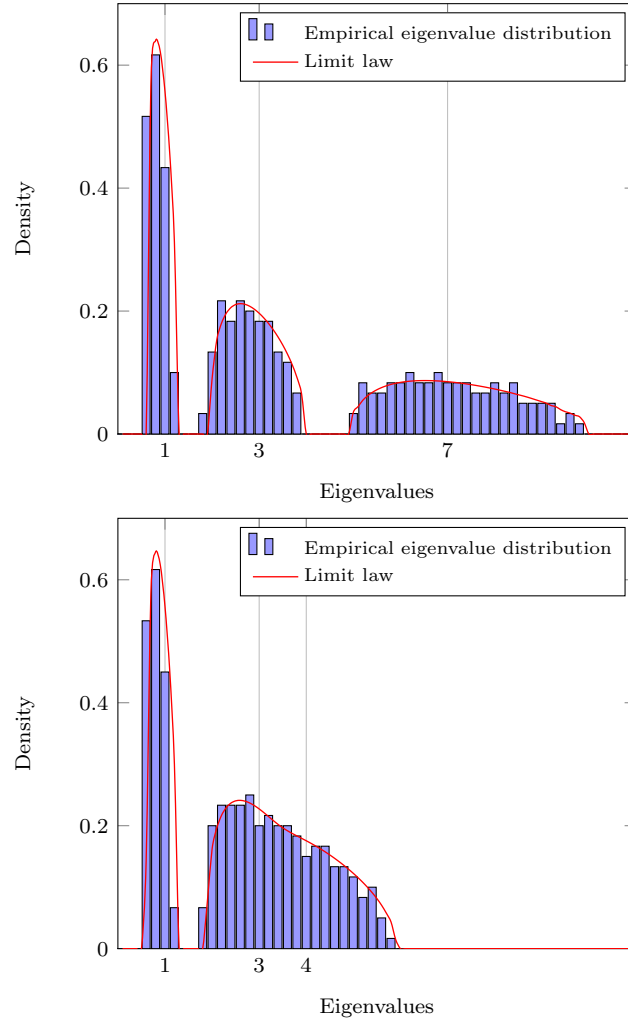 Empirical eigenvalue distribution
Limit law
0.6
0.4
0.2
0
Density
1 3 7
Eigenvalues
Empirical eigenvalue distribution
Limit law
0.6
0.4
0.2
0
Density
1 3 4
Eigenvalues